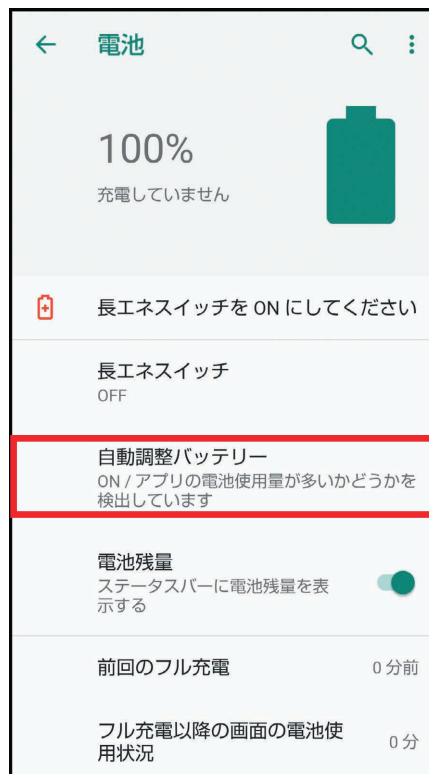 電池
100%
充電していません
長エネスイッチを ON にしてください
長エネスイッチ
OFF
自動調整バッテリー
ON / アプリの電池使用量が多いかどうかを
検出しています
電池残量
ステータスバーに電池残量を表
示する
前回のフル充電 0 分前
フル充電以降の画面の電池使
用状況 0 分